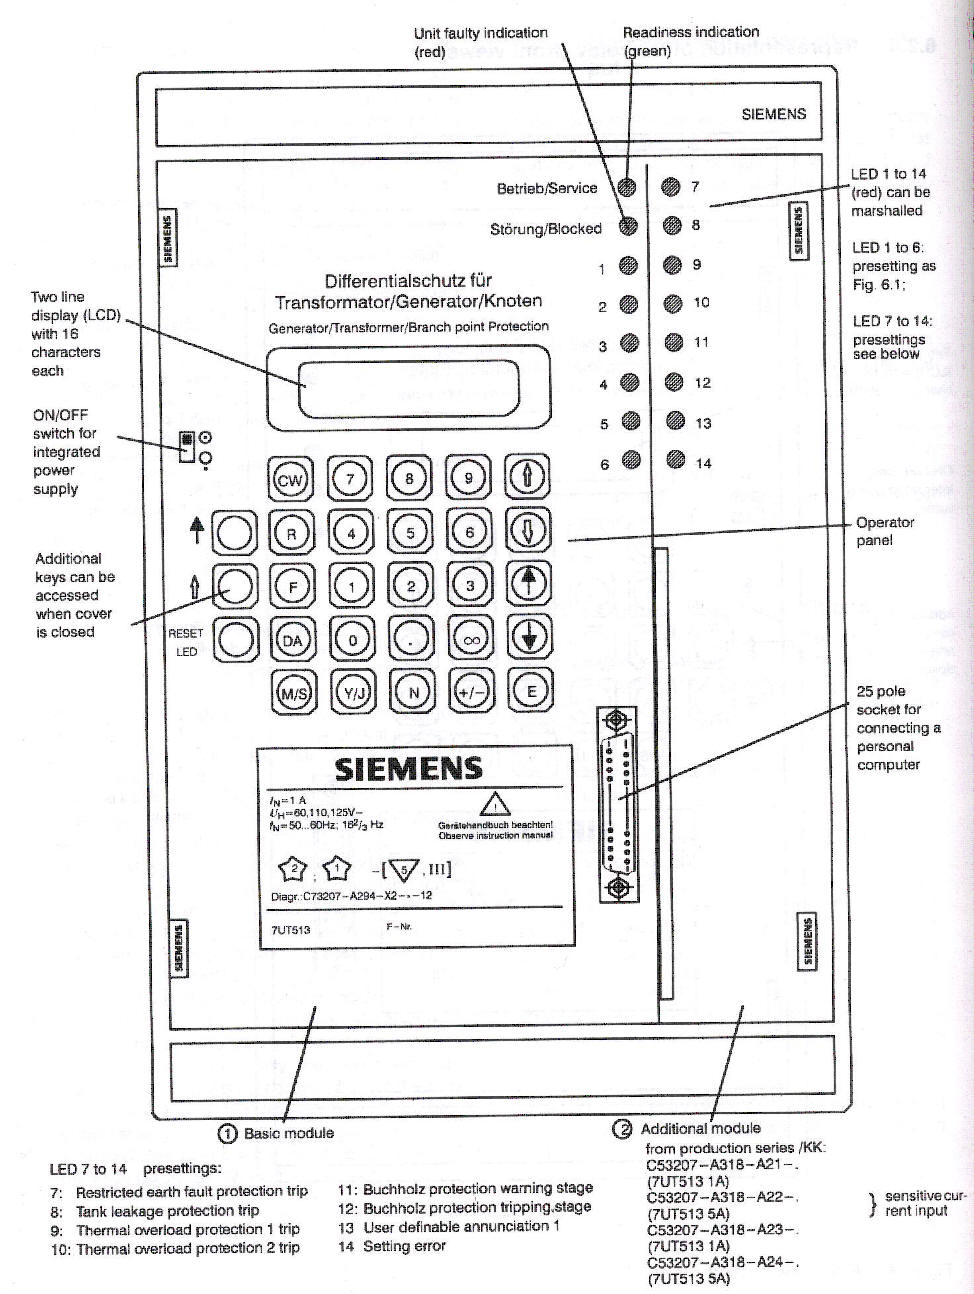 Unit faulty indication
(red)
Readiness indication
(green)
SIEMENS
Betrieb/Service
Störung/Blocked
1
2
3
4
5
6
7
8
9
10
11
12
13
14
LED 1 to 14
(red) can be
marshalled
LED 1 to 6:
presetting as
Fig. 6.1;
LED 7 to 14:
presettings
see below
SIEMENS
SIEMENS
Differentialschutz für
Transformator/Generator/Knoten
Generator/Transformer/Branch point Protection
Two line
display (LCD)
with 16
characters
each
ON/OFF
switch for
integrated
power
supply
Additional
keys can be
accessed
when cover
is closed
CW 7 8 9
R 4 5 6
F 1 2 3
DA 0 . ∞
M/S Y/J N +/− E
RESET
LED
Operator
panel
25 pole
socket for
connecting a
personal
computer
SIEMENS
IN=1 A
UH=60,110,125V−
fN=50...60Hz; 16 2/3 Hz
!
Gerätehandbuch beachten!
Observe instruction manual
2 ; 1 −[ 5 , III]
Diagr.:C73207−A294−X2−·−12
7UT513 F−Nr.
SIEMENS
SIEMENS
1 Basic module
2 Additional module
from production series /KK:
C53207−A318−A21−.
(7UT513 1A)
C53207−A318−A22−.
(7UT513 5A)
C53207−A318−A23−.
(7UT513 1A)
C53207−A318−A24−.
(7UT513 5A)
} sensitive cur-
rent input
LED 7 to 14 presettings:
7: Restricted earth fault protection trip
8: Tank leakage protection trip
9: Thermal overload protection 1 trip
10: Thermal overload protection 2 trip
11: Buchholz protection warning stage
12: Buchholz protection tripping.stage
13 User definable annunciation 1
14 Setting error